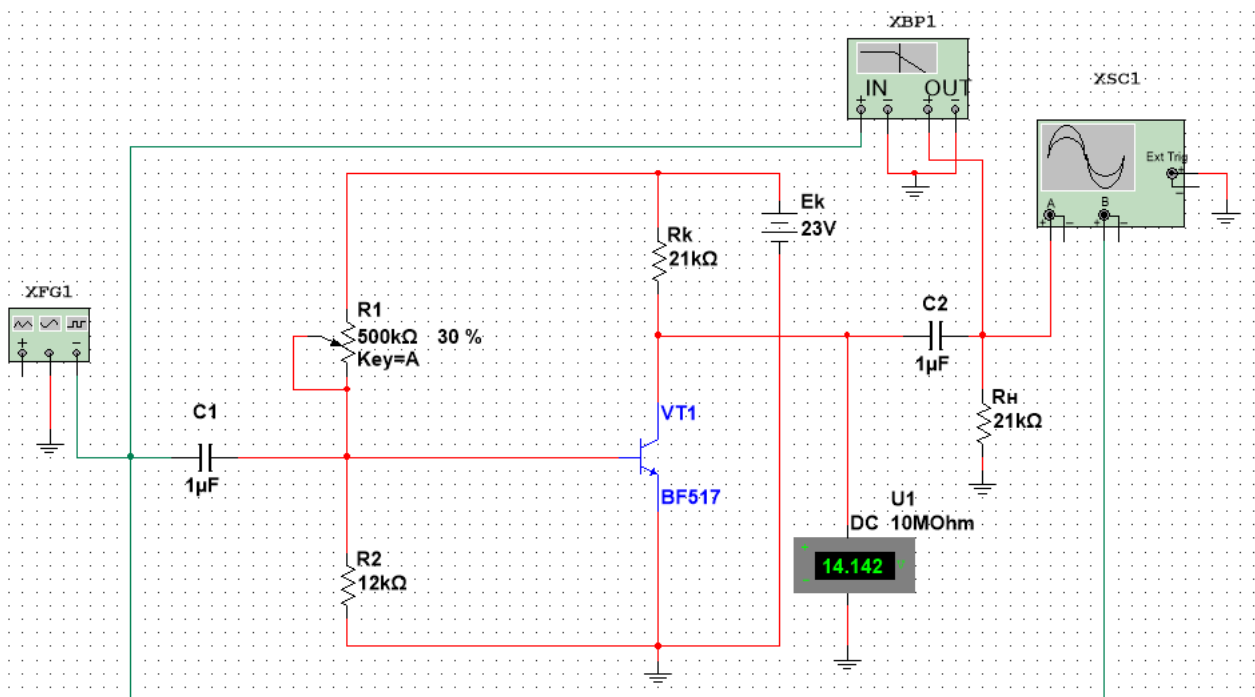 XBP1
IN OUT
+ − + −
XSC1
Ext Trig
+
−
A B
+ − + −
Ek
23V
Rk
21kΩ
XFG1
+ −
R1
500kΩ 30 %
Key=A
C2
1µF
RH
21kΩ
C1
1µF
VT1
BF517
U1
DC 10MOhm
+
14.142 V
−
R2
12kΩ